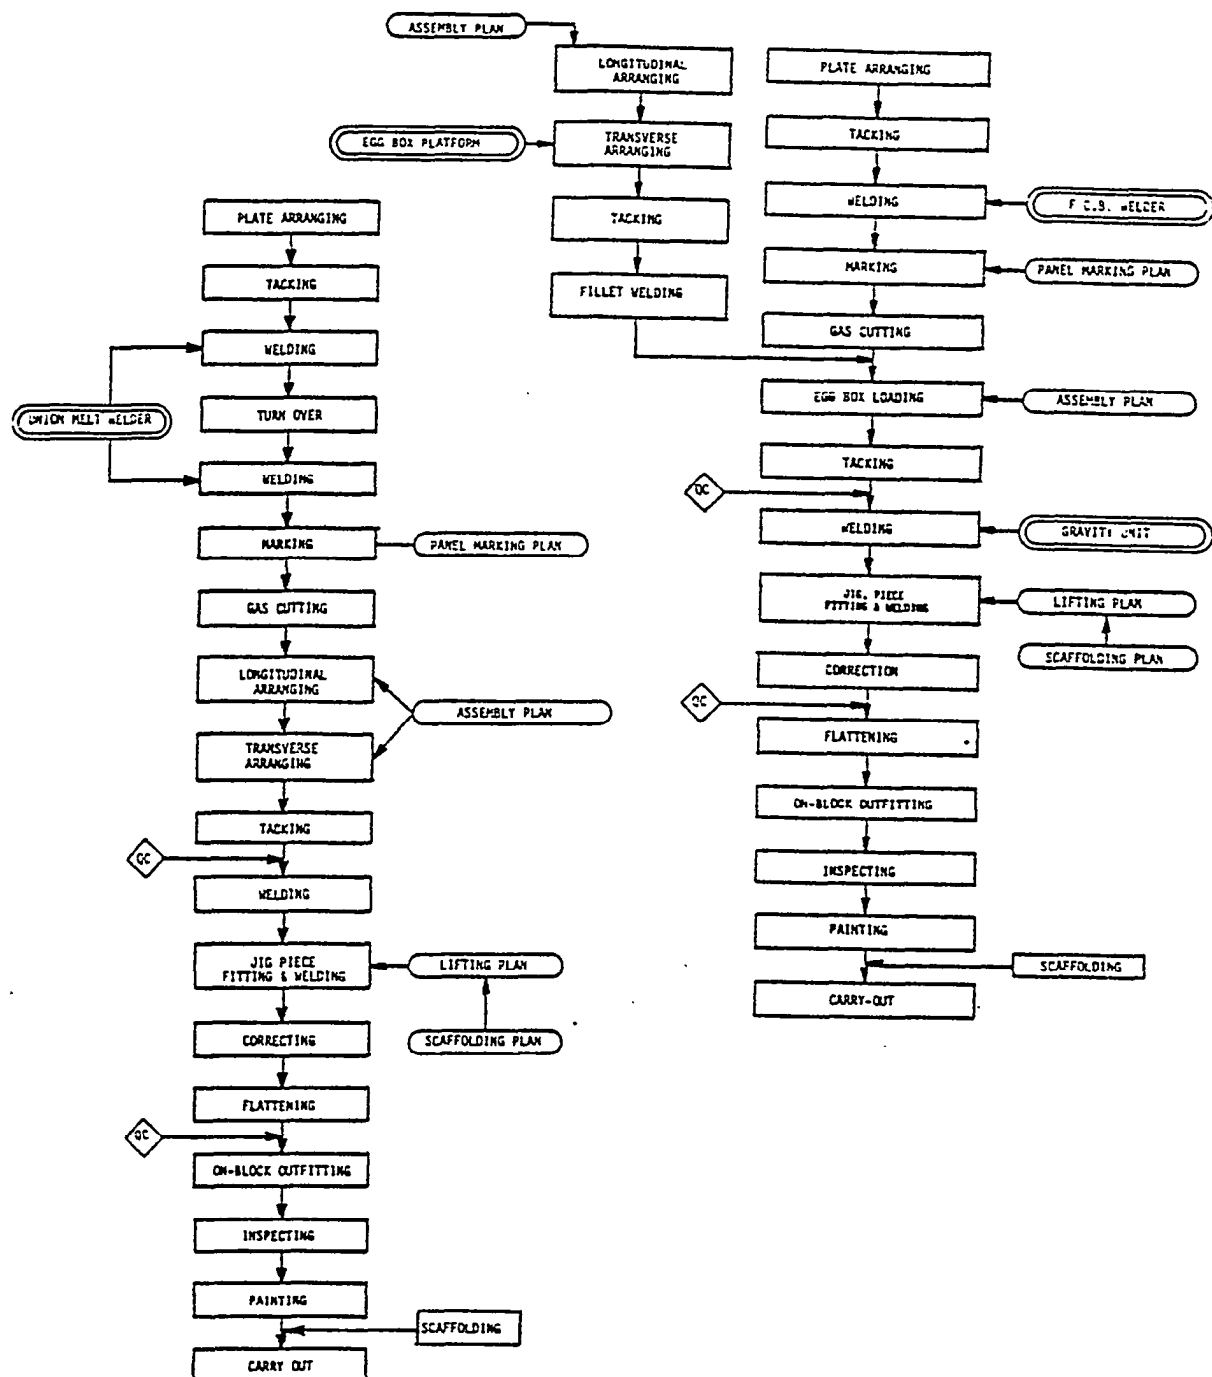 ASSEMBLY PLAN
LONGITUDINAL
ARRANGING
EGG BOX PLATFORM
TRANSVERSE
ARRANGING
TACKING
FILLET WELDING
PLATE ARRANGING
TACKING
WELDING
F C.B. WELDER
MARKING
PANEL MARKING PLAN
GAS CUTTING
EGG BOX LOADING
ASSEMBLY PLAN
TACKING
QC
WELDING
GRAVITY UNIT
JIG, PIECE
FITTING & WELDING
LIFTING PLAN
SCAFFOLDING PLAN
CORRECTION
QC
FLATTENING
ON-BLOCK OUTFITTING
INSPECTING
PAINTING
SCAFFOLDING
CARRY-OUT
PLATE ARRANGING
TACKING
WELDING
UNION MELT WELDER
TURN OVER
WELDING
MARKING
PANEL MARKING PLAN
GAS CUTTING
LONGITUDINAL
ARRANGING
ASSEMBLY PLAN
TRANSVERSE
ARRANGING
TACKING
QC
WELDING
JIG PIECE
FITTING & WELDING
LIFTING PLAN
SCAFFOLDING PLAN
CORRECTING
FLATTENING
QC
ON-BLOCK OUTFITTING
INSPECTING
PAINTING
SCAFFOLDING
CARRY OUT